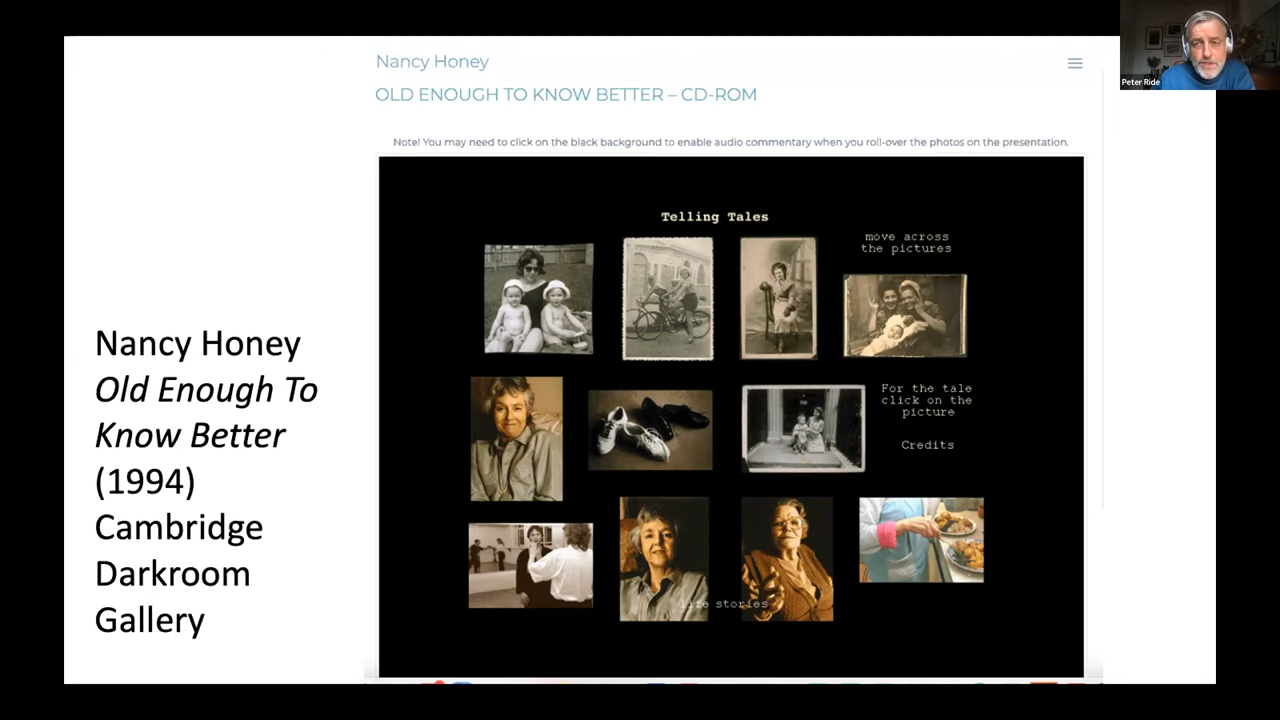 Nancy Honey
OLD ENOUGH TO KNOW BETTER – CD-ROM
Note! You may need to click on the black background to enable audio commentary when you roll-over the photos on the presentation.
Telling Tales
move across
the pictures
For the tale
click on the
picture
Credits
life stories
Nancy Honey
Old Enough To
Know Better
(1994)
Cambridge
Darkroom
Gallery
Peter Ride